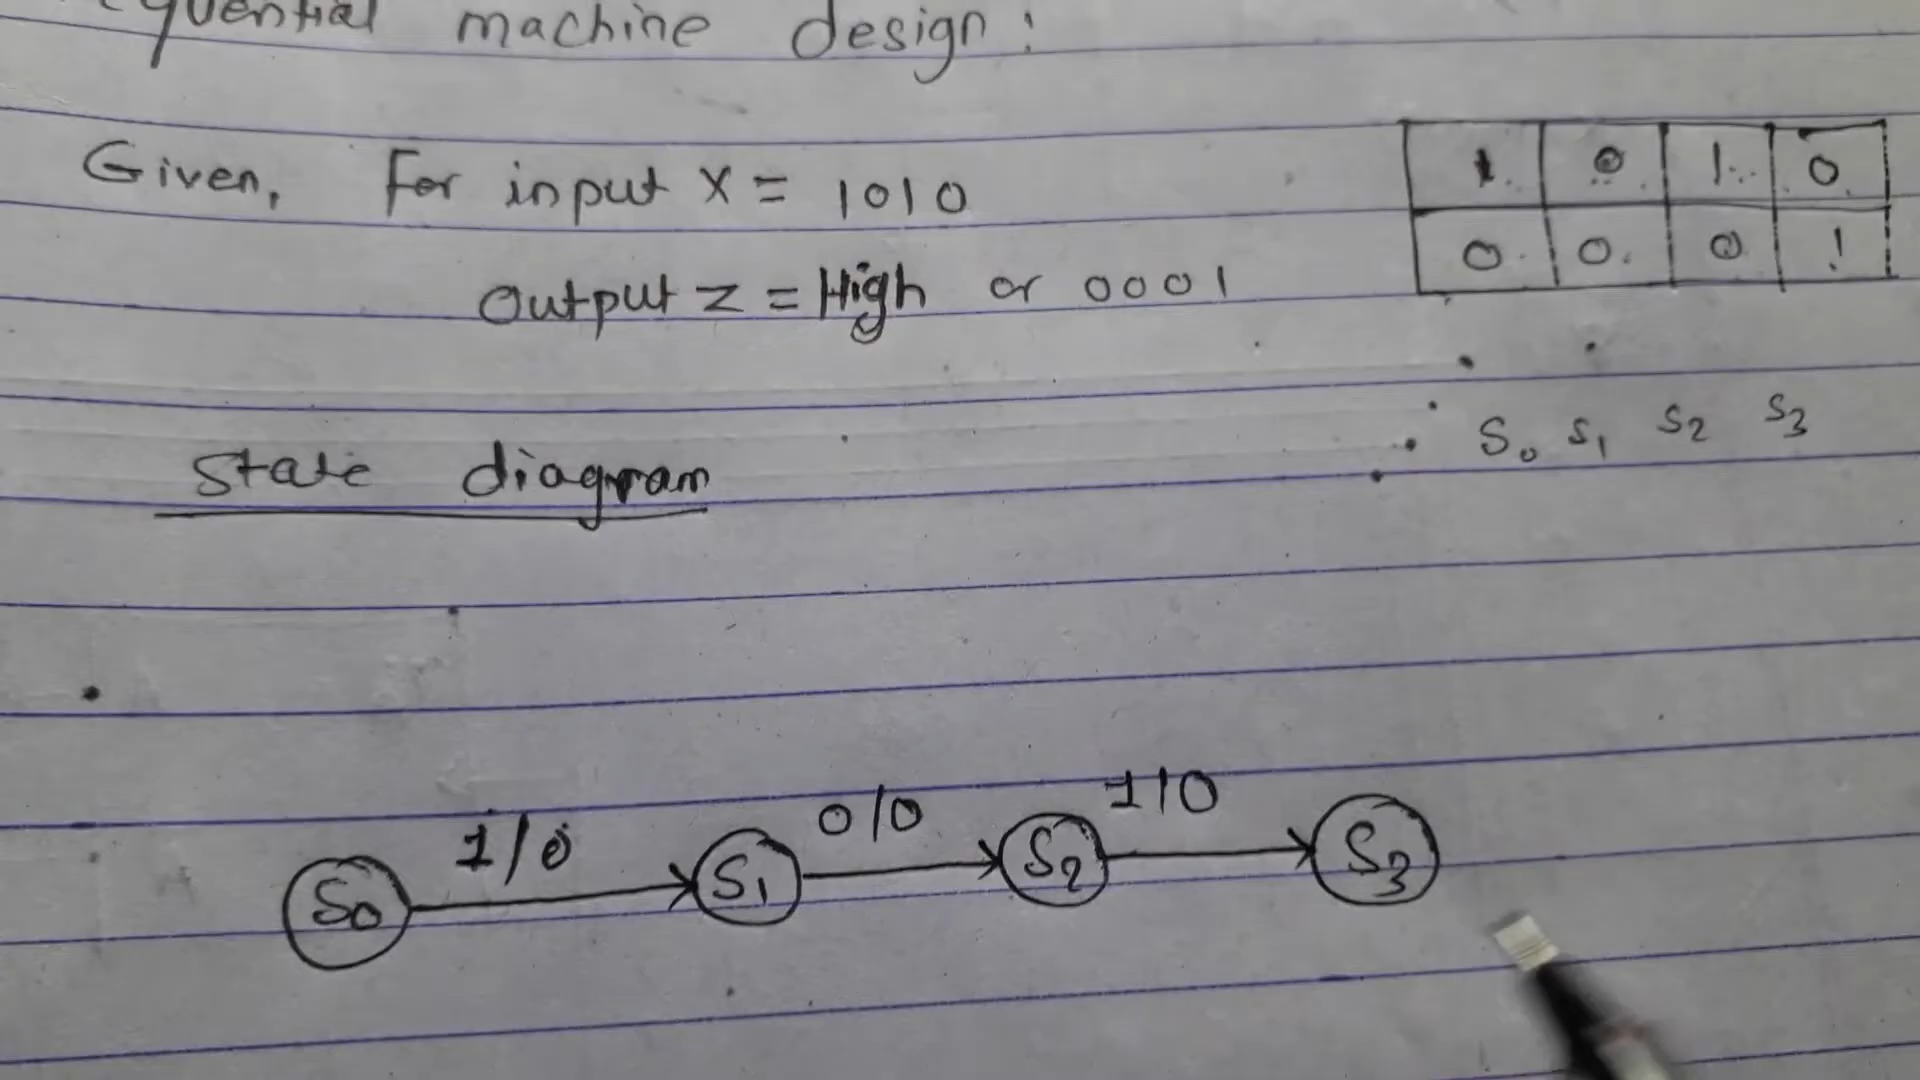 quential machine design:
Given, For input X = 1010
Output Z = High or 0001
1 0 1 0
0 0 0 1
S0 S1 S2 S3
State diagram
1/0 0/0 1/0
S0 S1 S2 S3